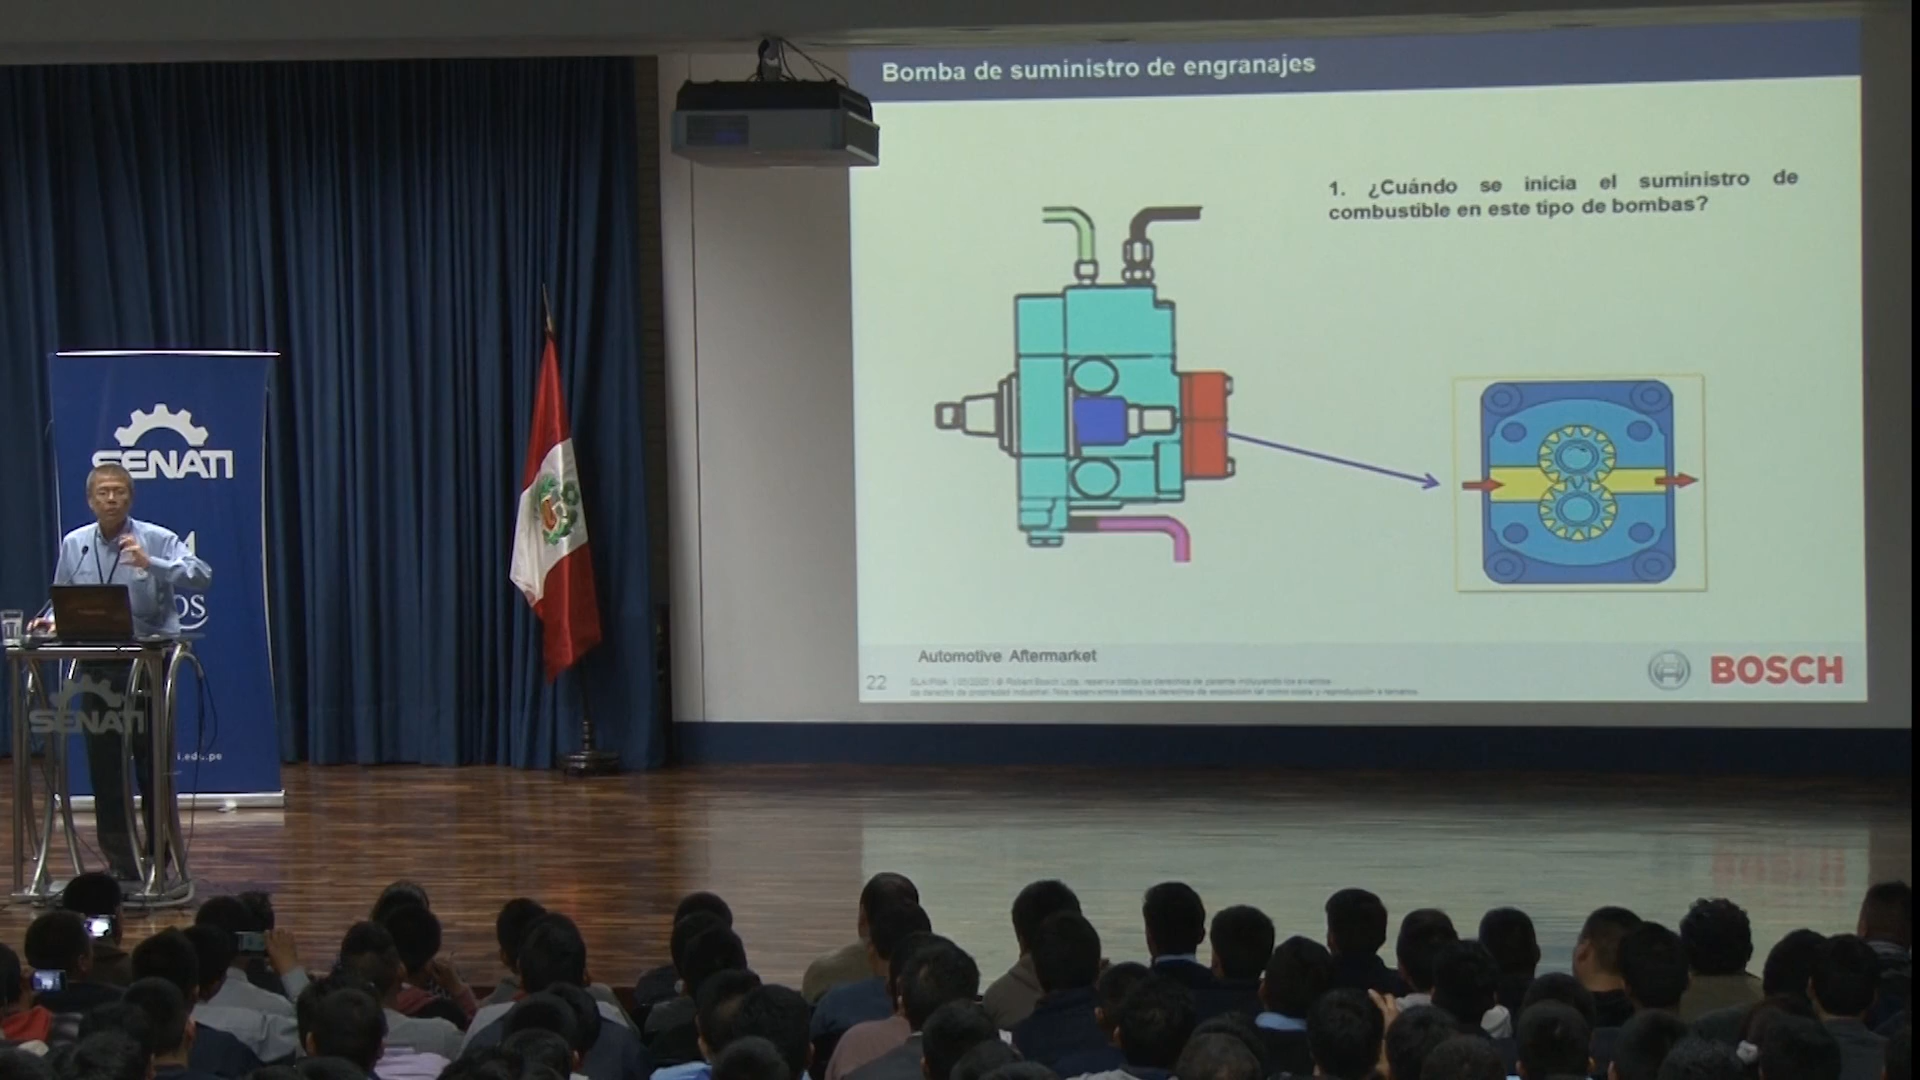 Bomba de suministro de engranajes
1. ¿Cuándo se inicia el suministro de
combustible en este tipo de bombas?
SENATI
Automotive Aftermarket
BOSCH
22
SENATI